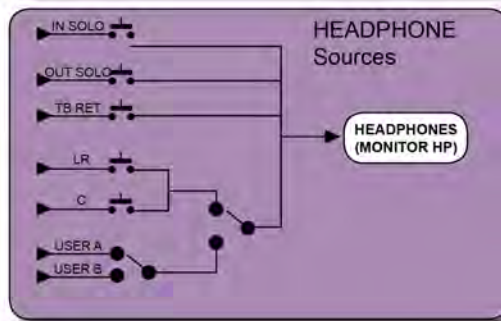 HEADPHONE
Sources
IN SOLO
OUT SOLO
TB RET
HEADPHONES
(MONITOR HP)
LR
C
USER A
USER B